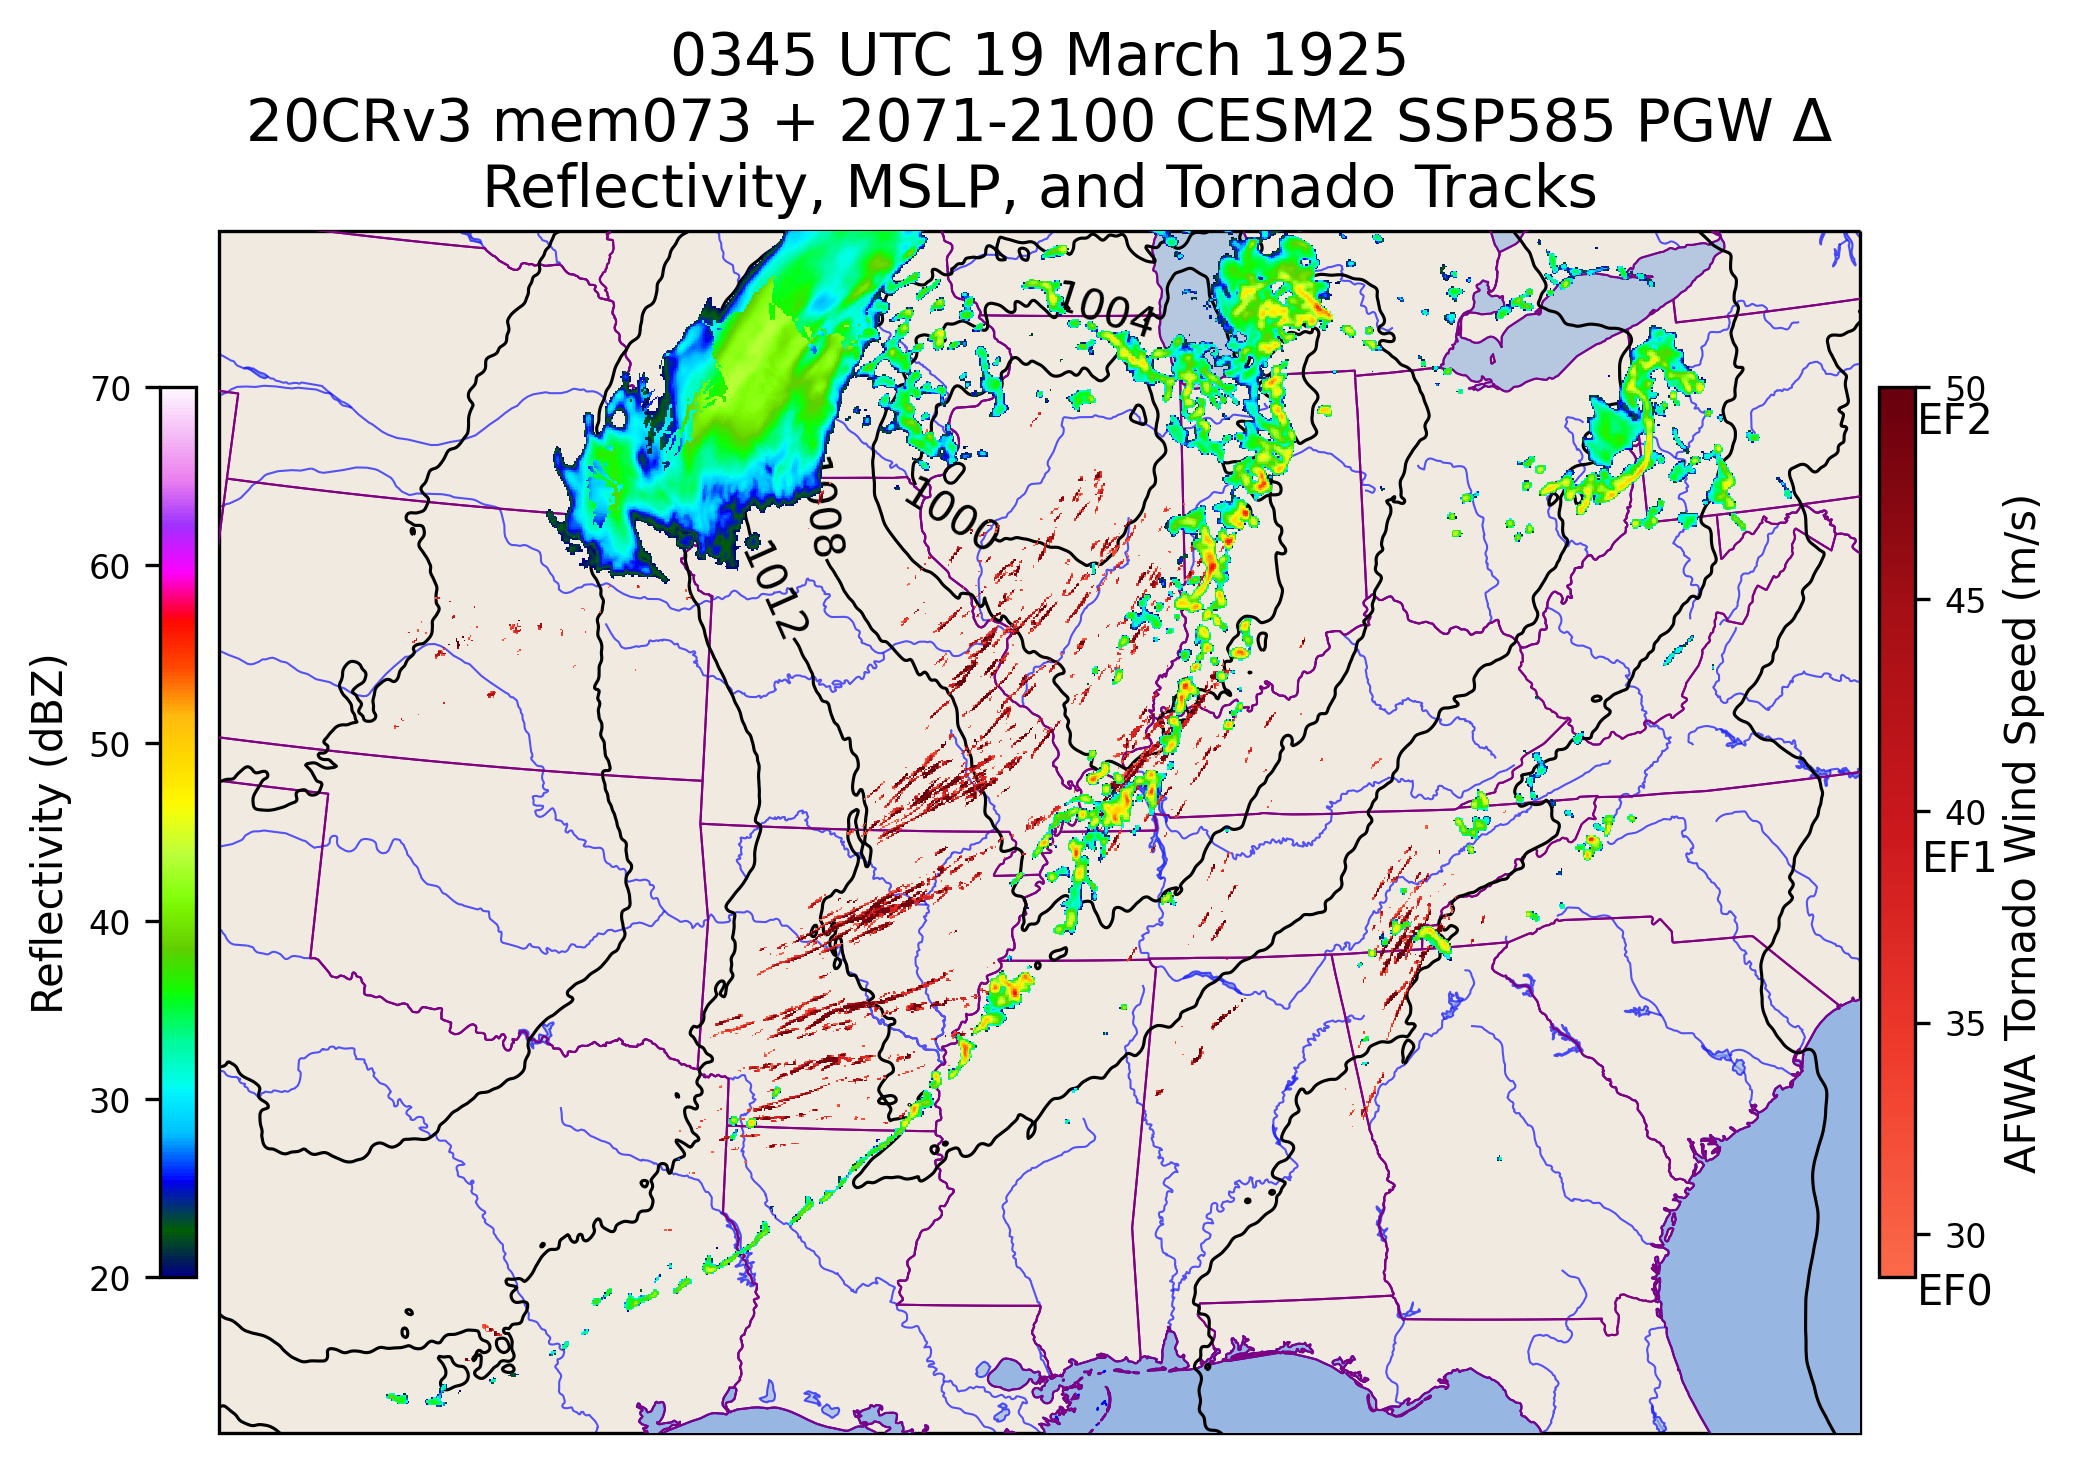 0345 UTC 19 March 1925
20CRv3 mem073 + 2071-2100 CESM2 SSP585 PGW Δ
Reflectivity, MSLP, and Tornado Tracks
1004
1000
1008
1012
70
60
50
40
30
20
Reflectivity (dBZ)
50
EF2
45
40
EF1
35
30
EF0
AFWA Tornado Wind Speed (m/s)